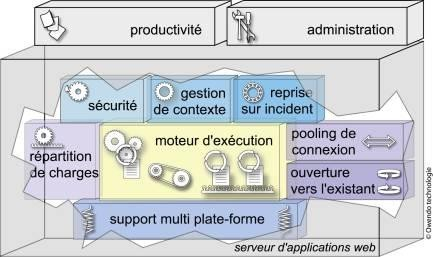 productivité
administration
sécurité
gestion
de contexte
reprise
sur incident
répartition
de charges
moteur d'exécution
pooling de
connexion
ouverture
vers l'existant
support multi plate-forme
serveur d'applications web
© Owendo technologie